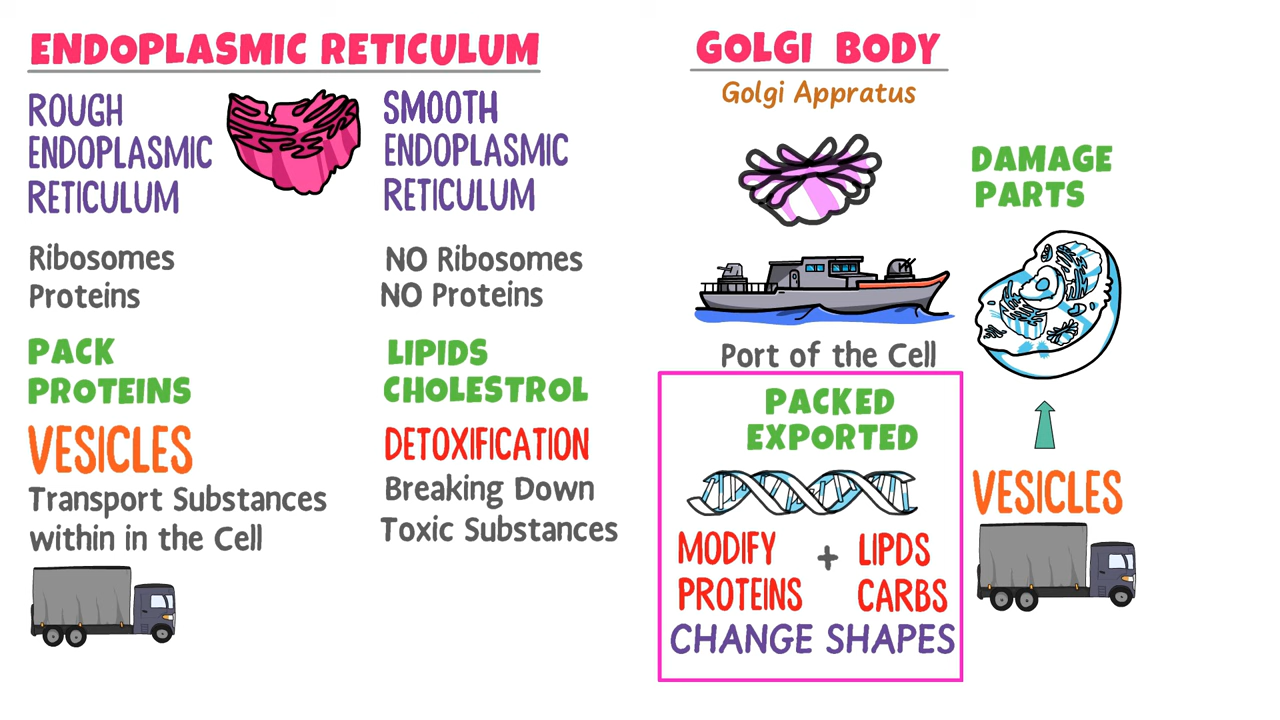 ENDOPLASMIC RETICULUM
ROUGH
ENDOPLASMIC
RETICULUM
Ribosomes
Proteins
PACK
PROTEINS
VESICLES
Transport Substances
within in the Cell
SMOOTH
ENDOPLASMIC
RETICULUM
NO Ribosomes
NO Proteins
LIPIDS
CHOLESTROL
DETOXIFICATION
Breaking Down
Toxic Substances
GOLGI BODY
Golgi Appratus
Port of the Cell
PACKED
EXPORTED
MODIFY
PROTEINS
+
LIPDS
CARBS
CHANGE SHAPES
DAMAGE
PARTS
VESICLES